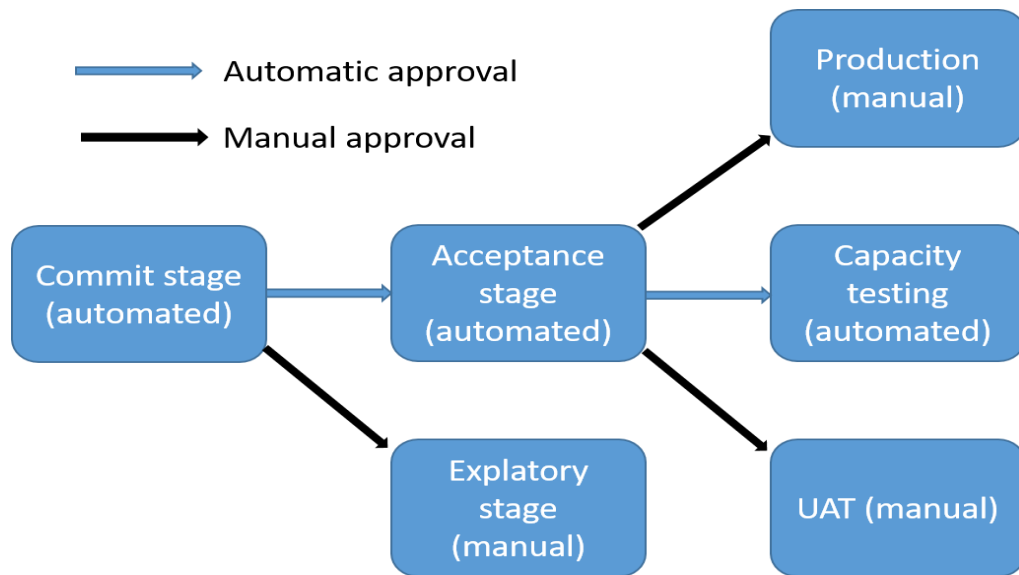 Automatic approval
Manual approval
Production
(manual)
Commit stage
(automated)
Acceptance
stage
(automated)
Capacity
testing
(automated)
Explatory
stage
(manual)
UAT (manual)